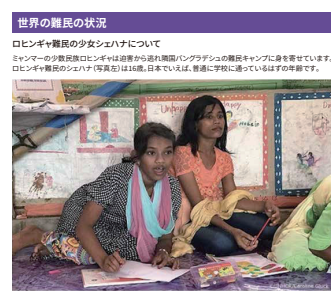 世界の難民の状況
ロヒンギャ難民の少女シェハナについて
ミャンマーの少数民族ロヒンギャは迫害から逃れ隣国バングラデシュの難民キャンプに身を寄せています。
ロヒンギャ難民のシェハナ（写真左）は16歳。日本でいえば、普通に学校に通っているはずの年齢です。